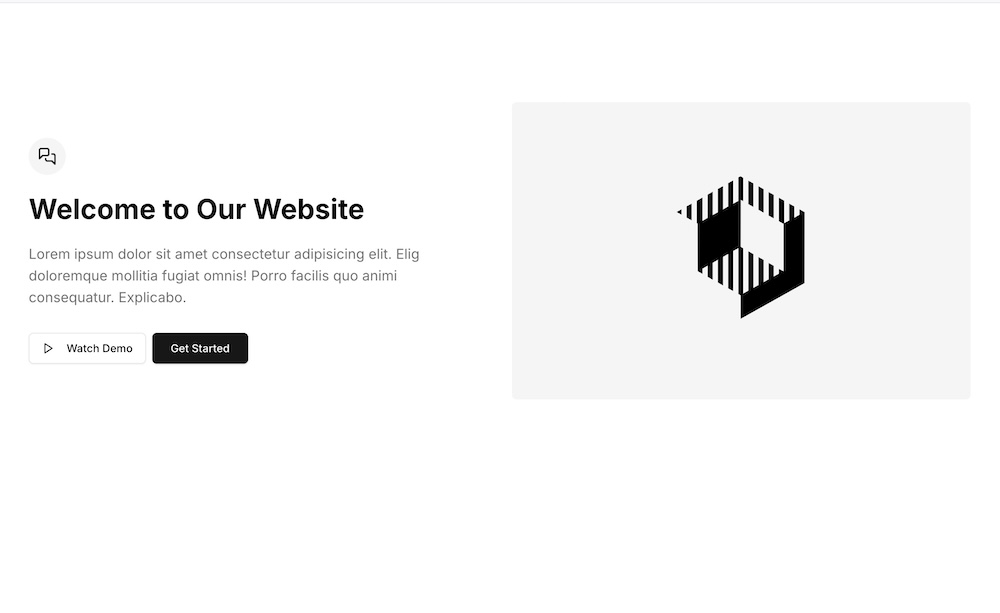 Welcome to Our Website
Lorem ipsum dolor sit amet consectetur adipisicing elit. Elig
doloremque mollitia fugiat omnis! Porro facilis quo animi
consequatur. Explicabo.
Watch Demo
Get Started